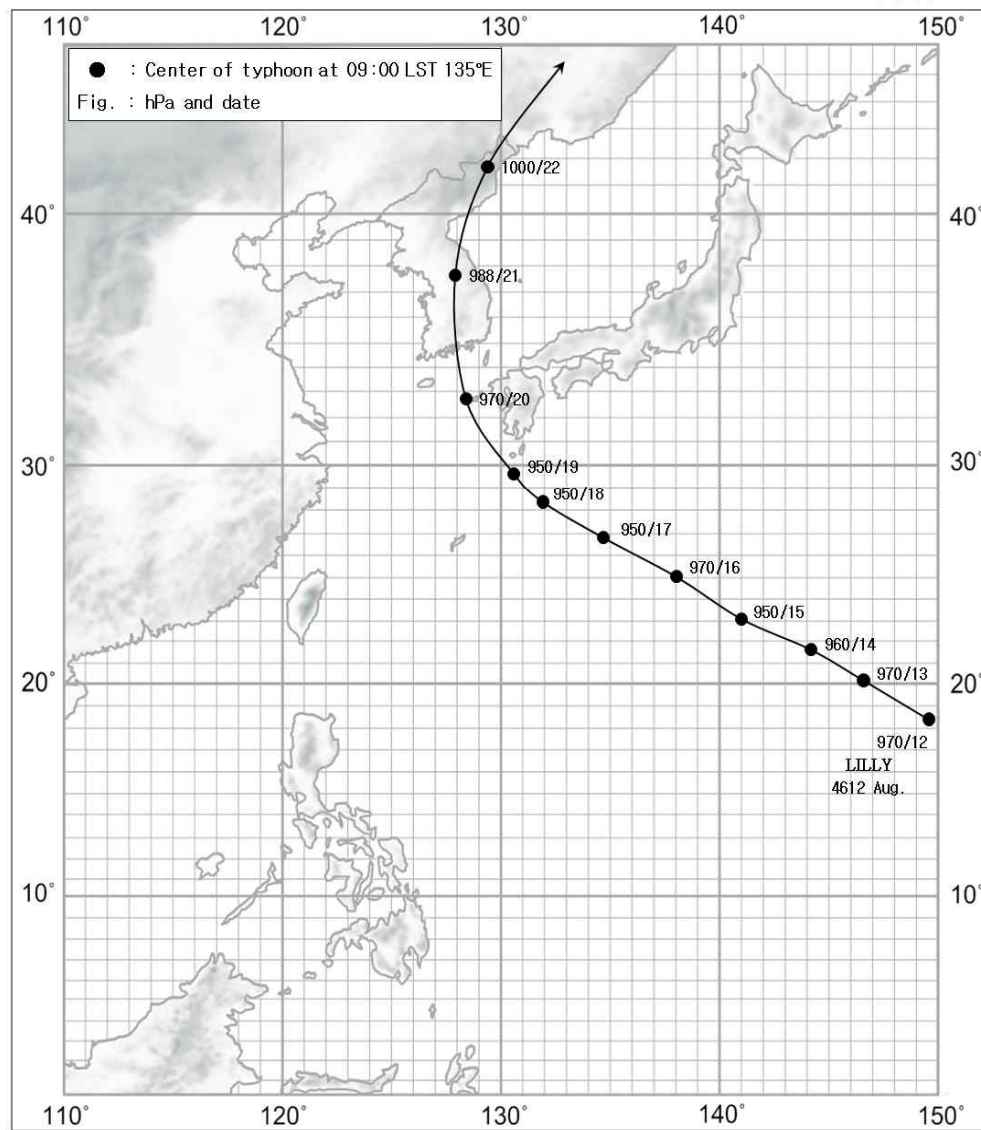 110° 120° 130° 140° 150°
● : Center of typhoon at 09:00 LST 135°E
Fig. : hPa and date
1000/22
40° 40°
988/21
970/20
30° 30°
950/19
950/18
950/17
970/16
950/15
960/14
970/13
20° 20°
970/12
LILLY
4612 Aug.
10° 10°
110° 120° 130° 140° 150°